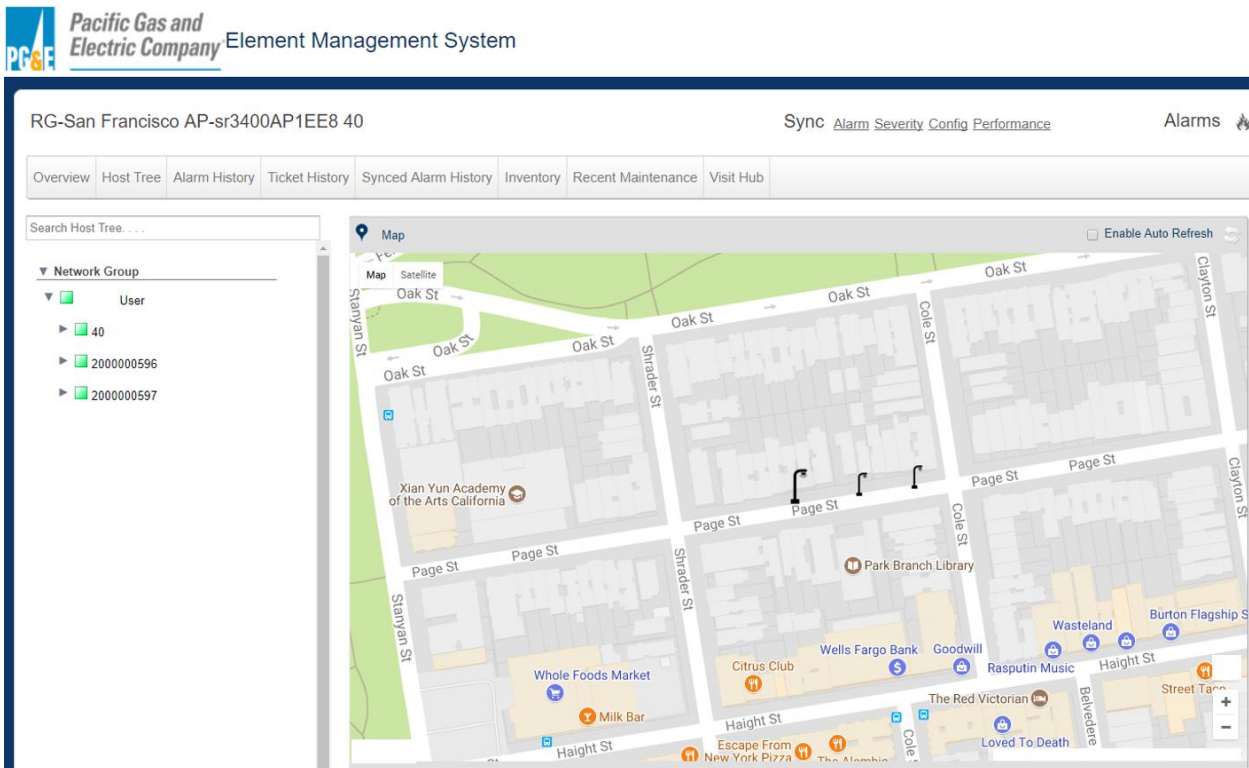 Pacific Gas and
Electric Company
PG&E
Element Management System
RG-San Francisco AP-sr3400AP1EE8 40
Sync Alarm Severity Config Performance
Alarms
Overview Host Tree Alarm History Ticket History Synced Alarm History Inventory Recent Maintenance Visit Hub
Search Host Tree. . . .
Map
Enable Auto Refresh
Network Group
User
40
2000000596
2000000597
Map Satellite
Oak St
Oak St
Oak St
Oak St
Oak St
Oak St
Oak St
Stanyan St
Shrader St
Cole St
Clayton St
Xian Yun Academy
of the Arts California
Page St
Page St
Page St
Page St
Page St
Page St
Clayton St
Cole St
Shrader St
Stanyan St
Park Branch Library
Wasteland
Burton Flagship S
Wells Fargo Bank
Goodwill
Rasputin Music
Haight St
Citrus Club
Whole Foods Market
Street Taco
The Red Victorian
Belvedere
Milk Bar
Haight St
Loved To Death
Haight St
Escape From
New York Pizza
The Alembic
Cole